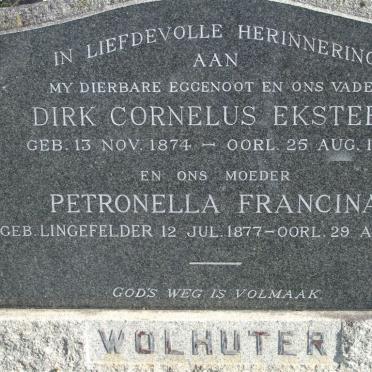 IN LIEFDEVOLLE HERINNERING
AAN
MY DIERBARE EGGENOOT EN ONS VADE
DIRK CORNELUS EKSTEE
GEB. 13 NOV. 1874 — OORL. 25 AUG. 1
EN ONS MOEDER
PETRONELLA FRANCINA
GEB. LINGEFELDER 12 JUL. 1877 — OORL. 29 A
GOD'S WEG IS VOLMAAK
WOLHUTER